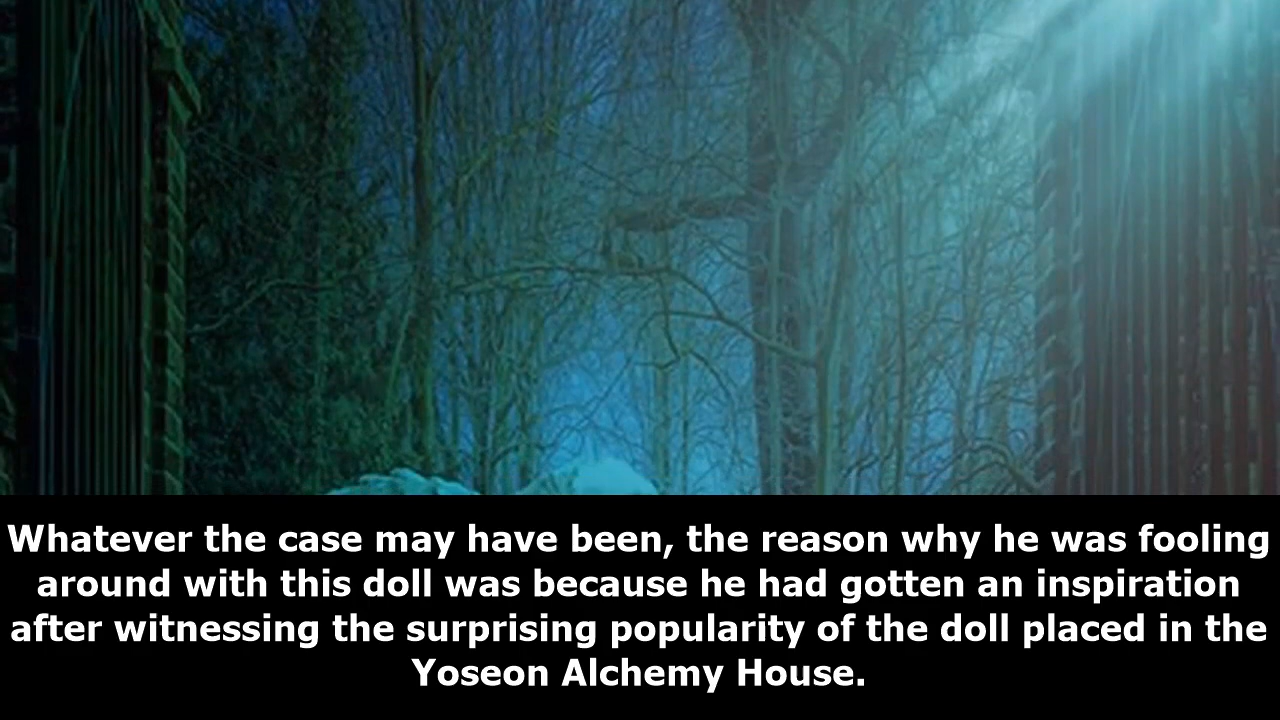 Whatever the case may have been, the reason why he was fooling
around with this doll was because he had gotten an inspiration
after witnessing the surprising popularity of the doll placed in the
Yoseon Alchemy House.